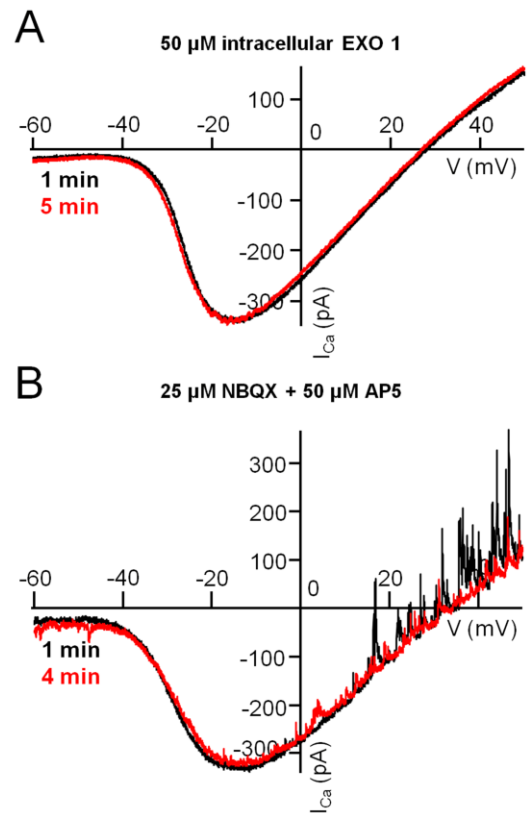 A
50 µM intracellular EXO 1
100
-60 -40 -20 0 20 40
V (mV)
1 min
5 min
-100
-200
-300
I_Ca (pA)
B
25 µM NBQX + 50 µM AP5
300
200
100
-60 -40 -20 0 20 40
V (mV)
1 min
4 min
-100
-200
-300
I_Ca (pA)